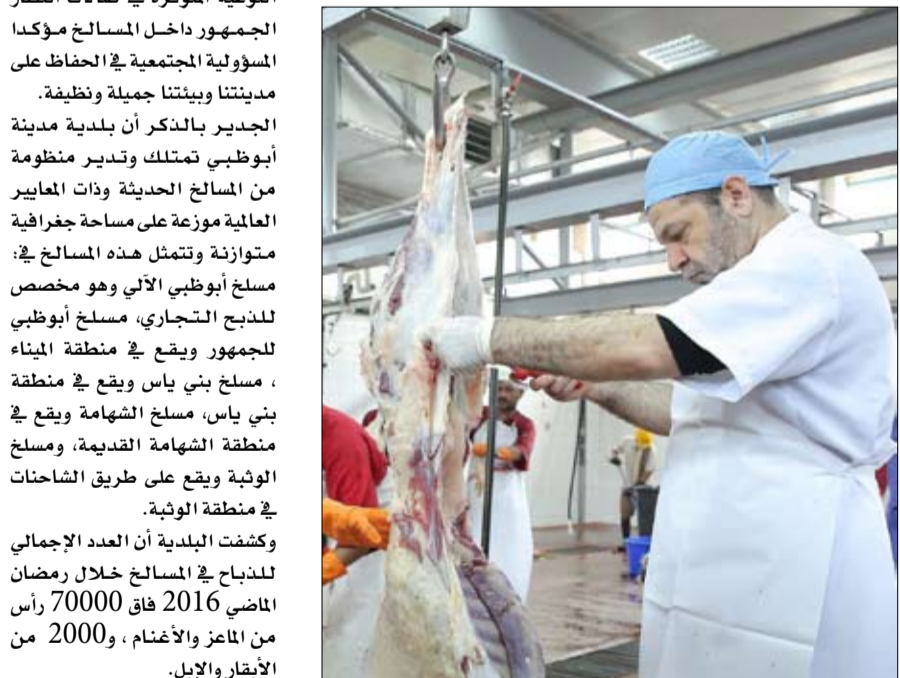 الجمهور داخل المسالخ مؤكدا
المسؤولية المجتمعية في الحفاظ على
مدينتنا وبيئتنا جميلة ونظيفة.
الجدير بالذكر أن بلدية مدينة
أبوظبي تمتلك وتدير منظومة
من المسالخ الحديثة وذات المعايير
العالمية موزعة على مساحة جغرافية
متوازنة وتتمثل هذه المسالخ في:
مسلخ أبوظبي الآلي وهو مخصص
للذبح التجاري، مسلخ أبوظبي
للجمهور ويقع في منطقة الميناء
، مسلخ بني ياس ويقع في منطقة
بني ياس، مسلخ الشهامة ويقع في
منطقة الشهامة القديمة، ومسلخ
الوثبة ويقع على طريق الشاحنات
في منطقة الوثبة.
وكشفت البلدية أن العدد الإجمالي
للذباح في المسالخ خلال رمضان
الماضي 2016 فاق 70000 رأس
من الماعز والأغنام ، و2000 من
الأبقار والإبل.